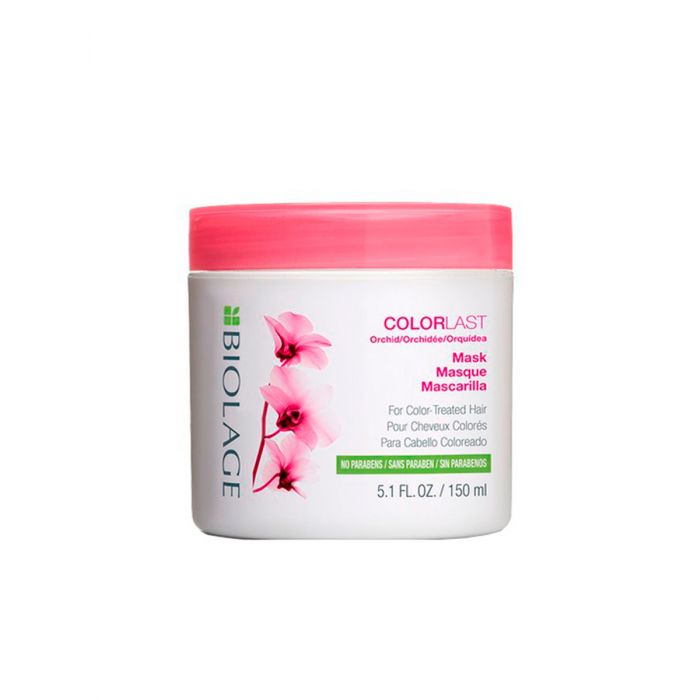 BIOLAGE
COLORLAST
Orchid/Orchidée/Orquídea
Mask
Masque
Mascarilla
For Color-Treated Hair
Pour Cheveux Colorés
Para Cabello Coloreado
NO PARABENS / SANS PARABEN / SIN PARABENOS
5.1 FL. OZ. / 150 ml